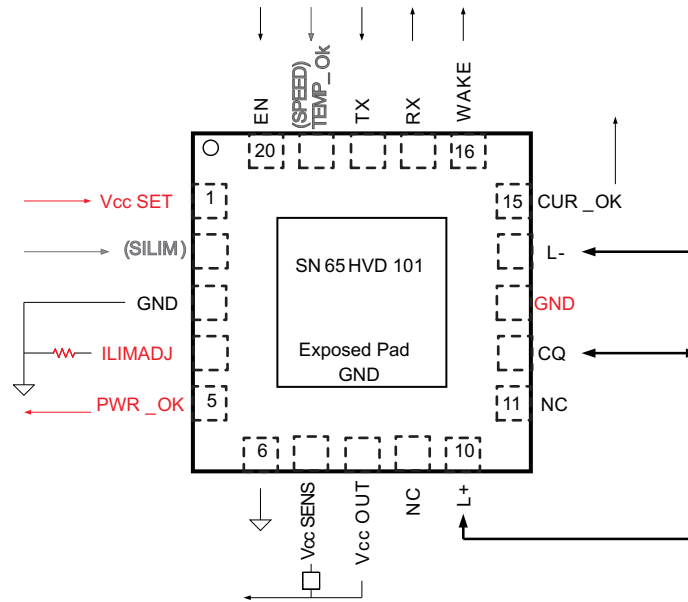 EN
(SPEED)
TEMP_Ok
TX
RX
WAKE
20
16
Vcc SET
1
15
CUR _OK
(SILIM)
L-
SN 65 HVD 101
GND
GND
ILIMADJ
Exposed Pad
GND
CQ
PWR _OK
5
11
NC
6
10
Vcc SENS
Vcc OUT
NC
L+